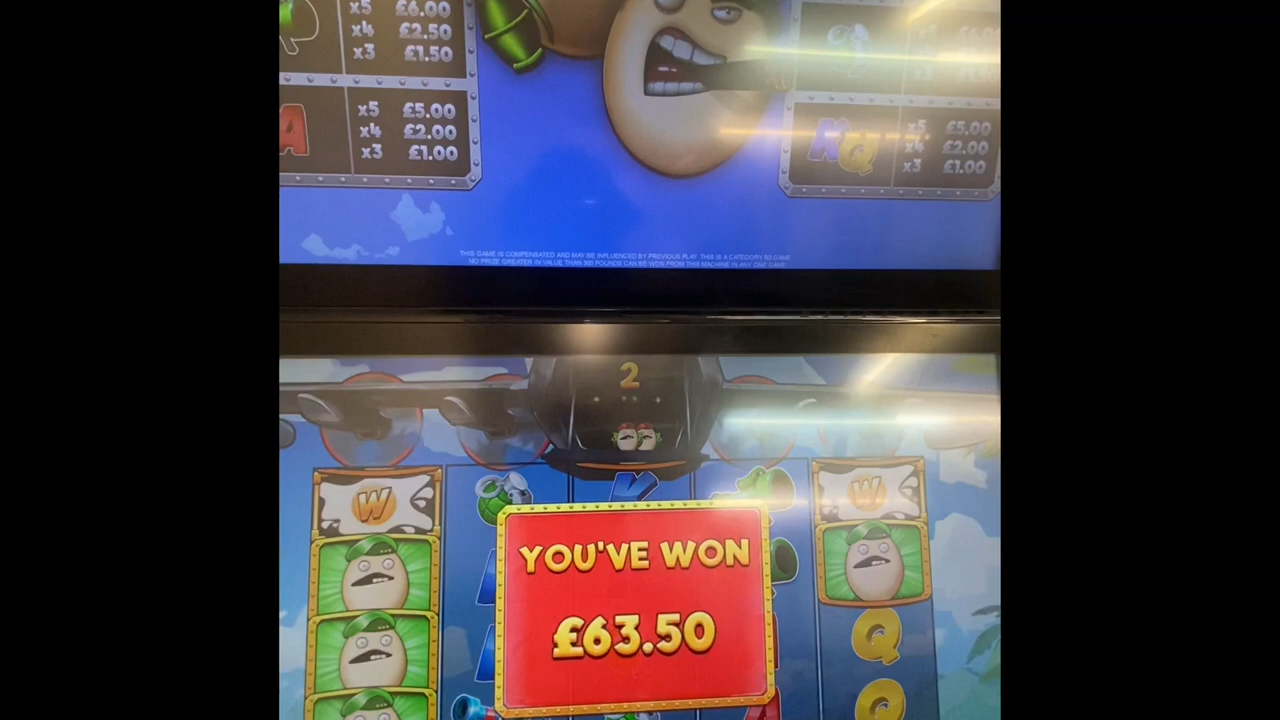 x5 £6.00
x4 £2.50
x3 £1.50
A
x5 £5.00
x4 £2.00
x3 £1.00
x5
KQ
x5 £5.00
x4 £2.00
x3 £1.00
THIS GAME IS COMPENSATED AND MAY BE INFLUENCED BY PREVIOUS PLAY. THIS IS A CATEGORY B3 GAME
NO PRIZE GREATER IN VALUE THAN 500 POUNDS CAN BE WON FROM THIS MACHINE IN ANY ONE GAME
2
W
K
W
YOU'VE WON
£63.50
Q
Q
A